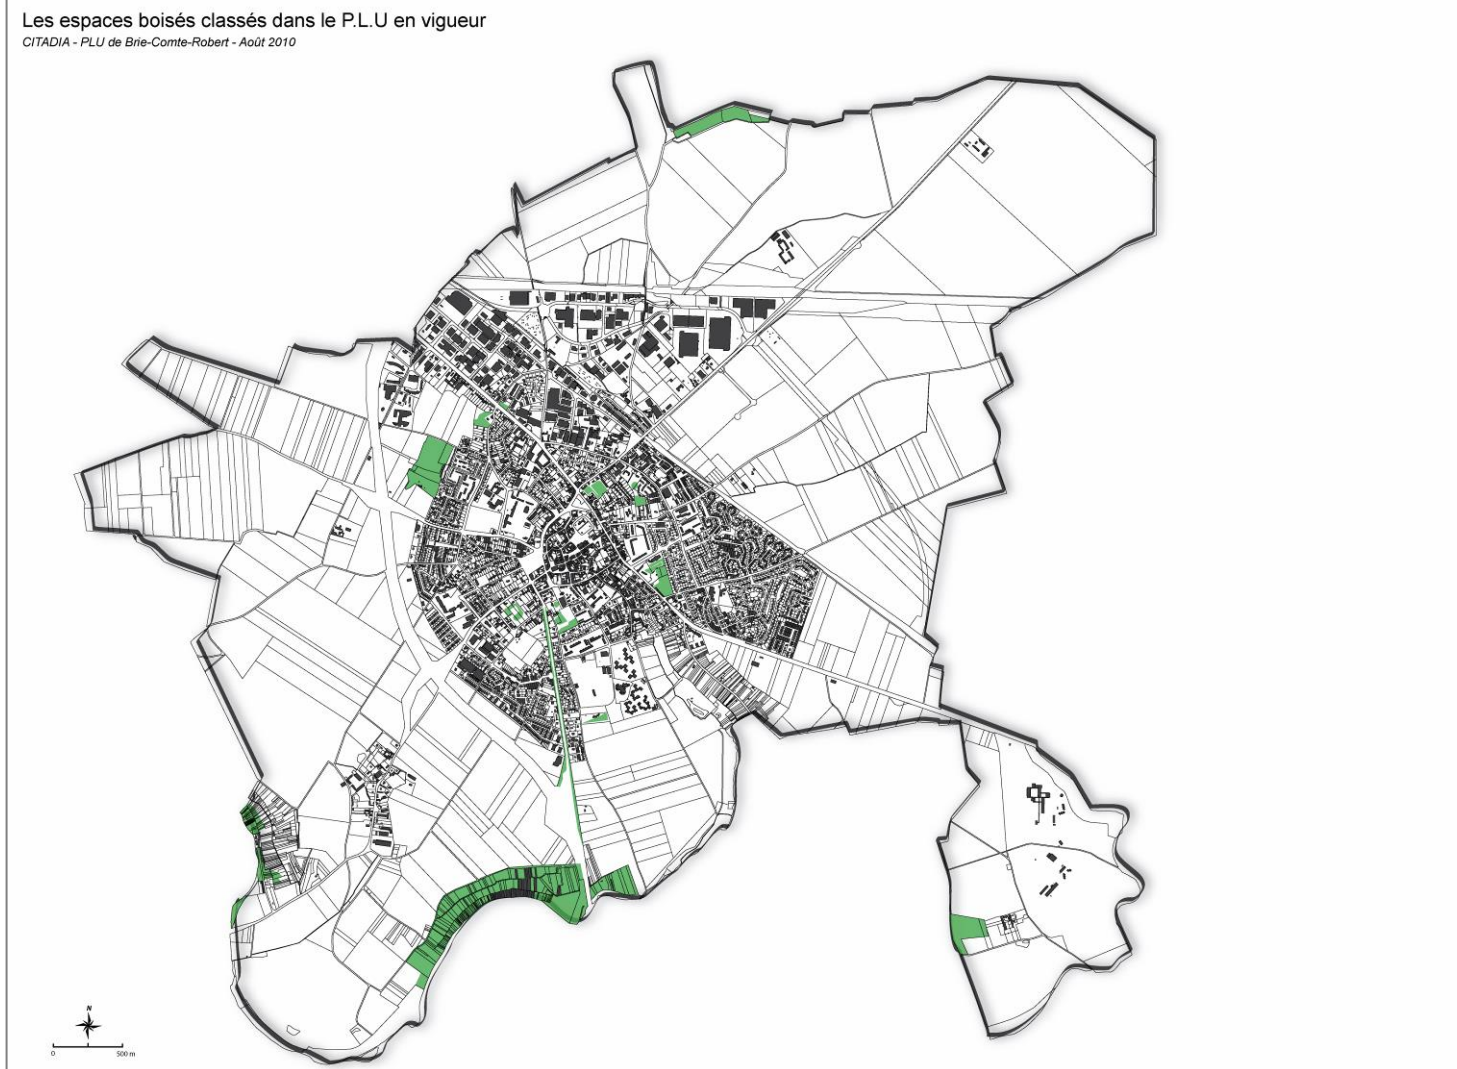 Les espaces boisés classés dans le P.L.U en vigueur
CITADIA - PLU de Brie-Comte-Robert - Août 2010
N
0 500 m